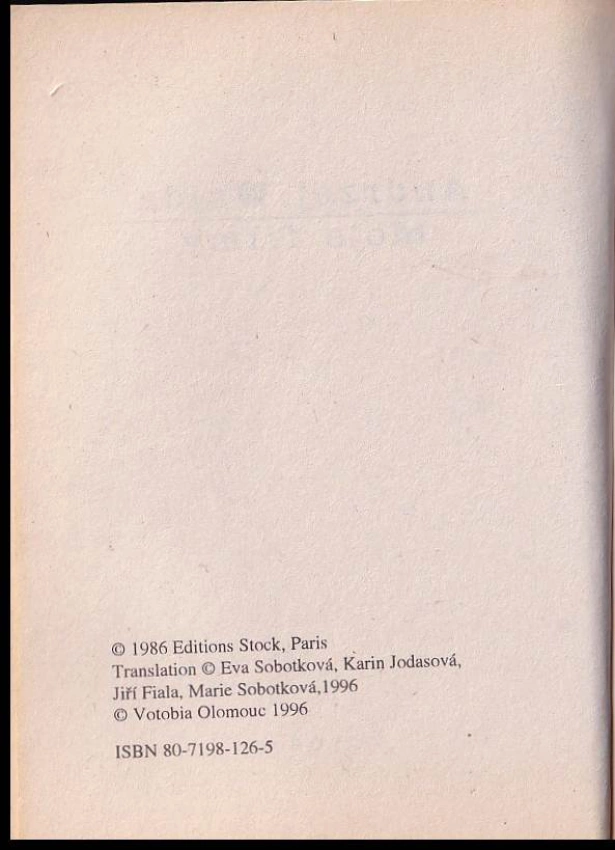 © 1986 Editions Stock, Paris
Translation © Eva Sobotková, Karin Jodasová,
Jiří Fiala, Marie Sobotková,1996
© Votobia Olomouc 1996
ISBN 80-7198-126-5